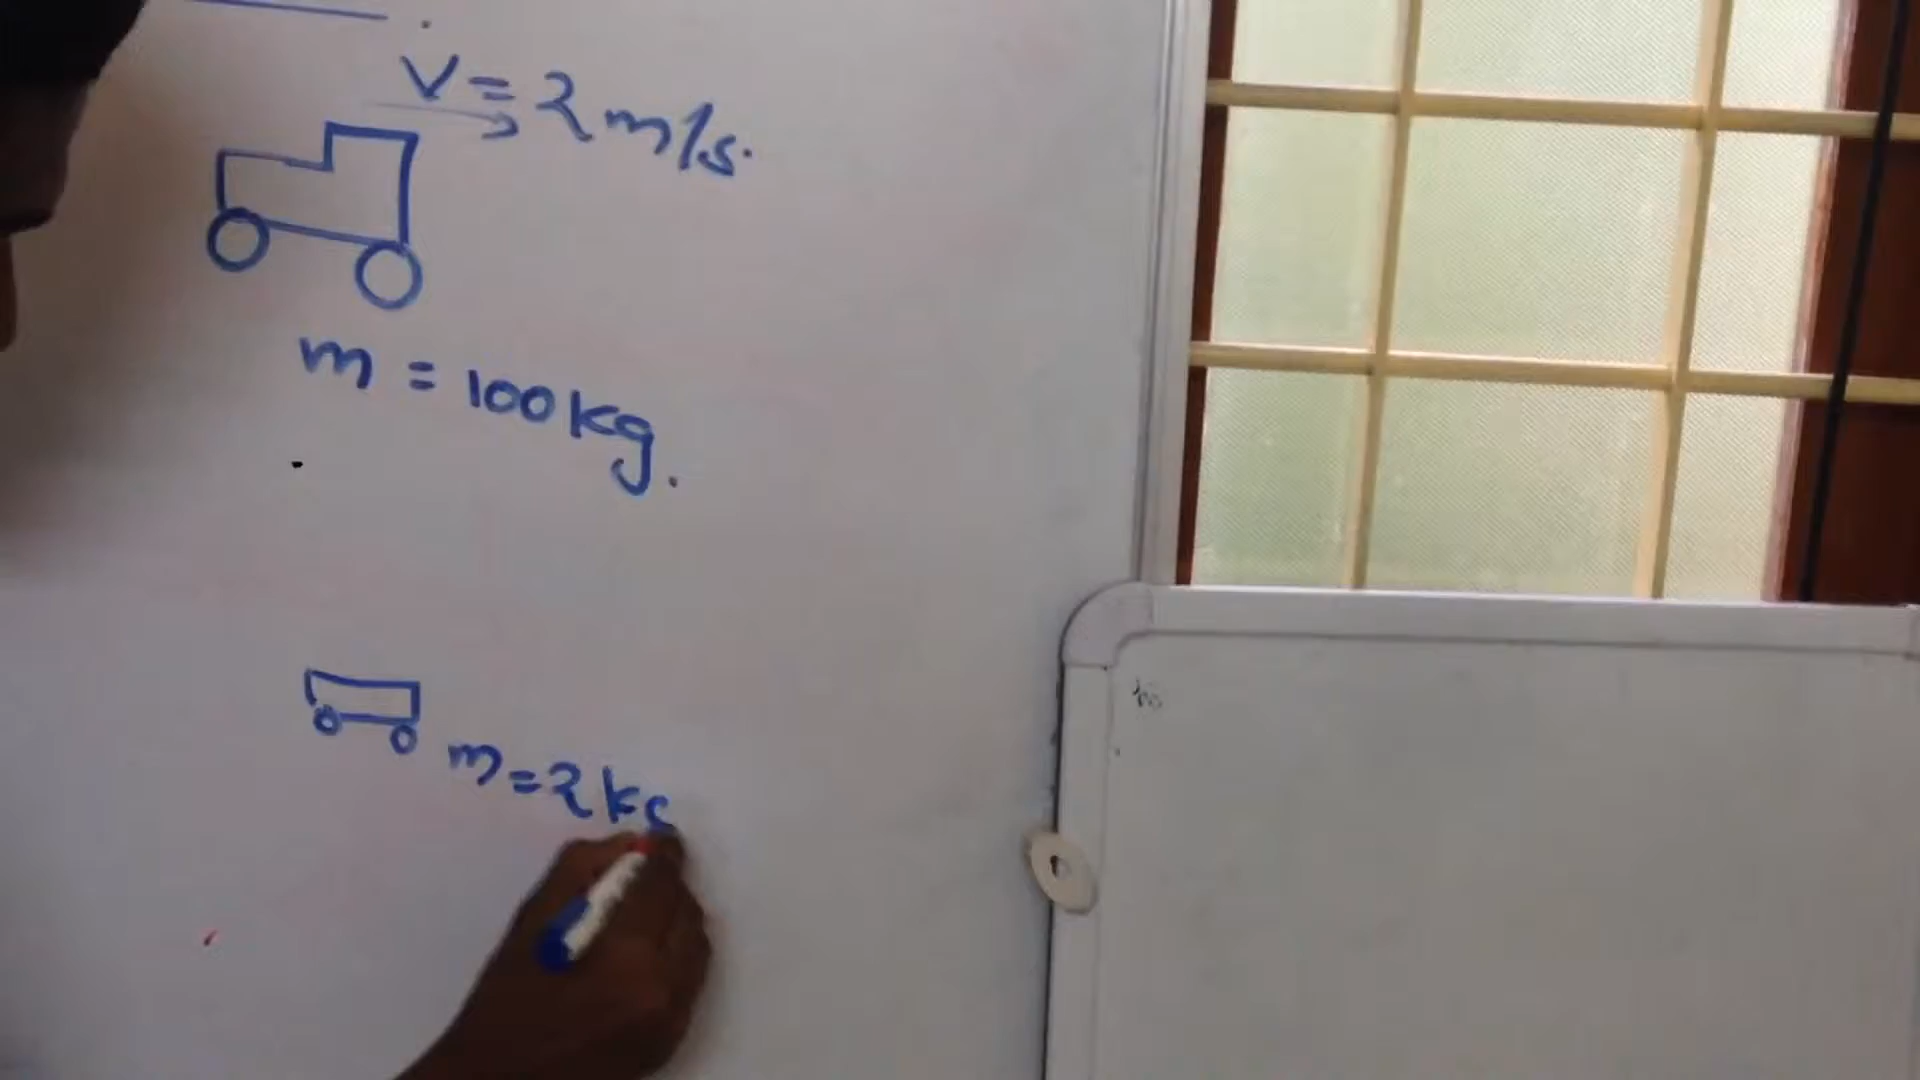 v = 2 m/s.
m = 100 kg.
m = 2 kg